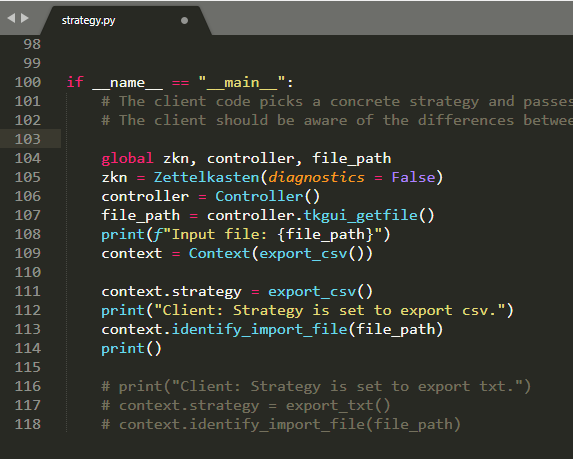 strategy.py
98
99
100 if __name__ == "__main__":
101 # The client code picks a concrete strategy and passes
102 # The client should be aware of the differences betwee
103
104 global zkn, controller, file_path
105 zkn = Zettelkasten(diagnostics = False)
106 controller = Controller()
107 file_path = controller.tkgui_getfile()
108 print(f"Input file: {file_path}")
109 context = Context(export_csv())
110
111 context.strategy = export_csv()
112 print("Client: Strategy is set to export csv.")
113 context.identify_import_file(file_path)
114 print()
115
116 # print("Client: Strategy is set to export txt.")
117 # context.strategy = export_txt()
118 # context.identify_import_file(file_path)